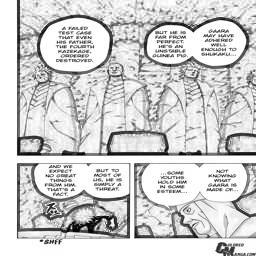 GAARA
MAY HAVE
ADHERED
WELL
ENOUGH TO
SHUKAKU...
BUT HE IS
FAR FROM
PERFECT.
HE'S AN
UNSTABLE
GUINEA PIG.
A FAILED
TEST CASE
THAT EVEN
HIS FATHER,
THE FOURTH
KAZEKAGE,
ORDERED
DESTROYED.
NOT
KNOWING
WHAT
GAARA IS
MADE OF...
...SOME
YOUTHS
HOLD HIM
IN SOME
ESTEEM...
BUT TO
MOST OF
US, HE IS
SIMPLY A
THREAT.
AND WE
EXPECT
NO GREAT
THINGS
FROM HIM.
THAT'S A
FACT.
*SHFF
COLORED
MANGA.COM